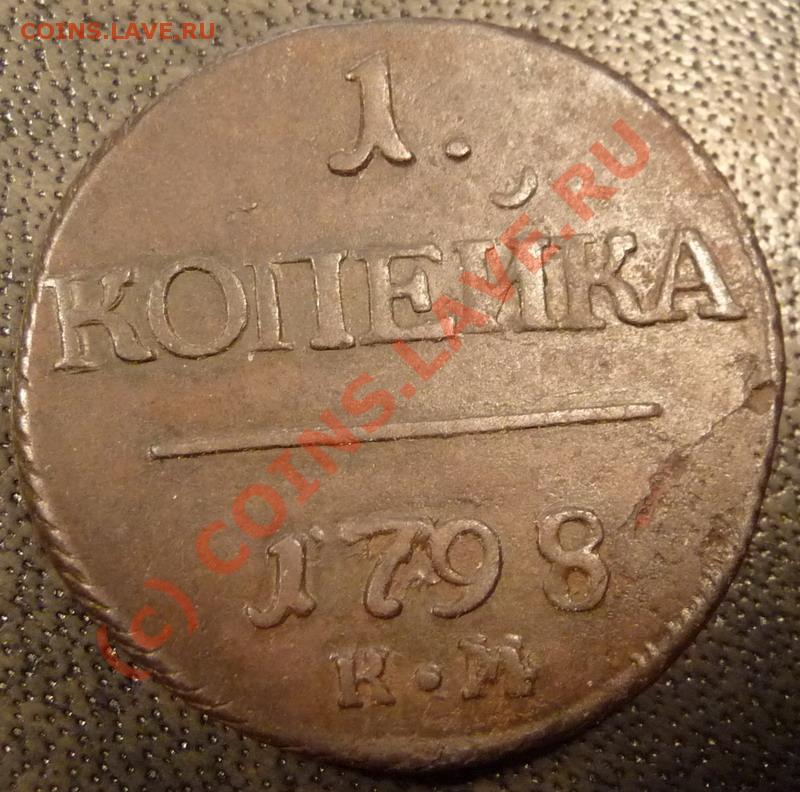 COINS.LAVE.RU
1.
КОПЕЙКА
1798
К·М
(c) COINS.LAVE.RU